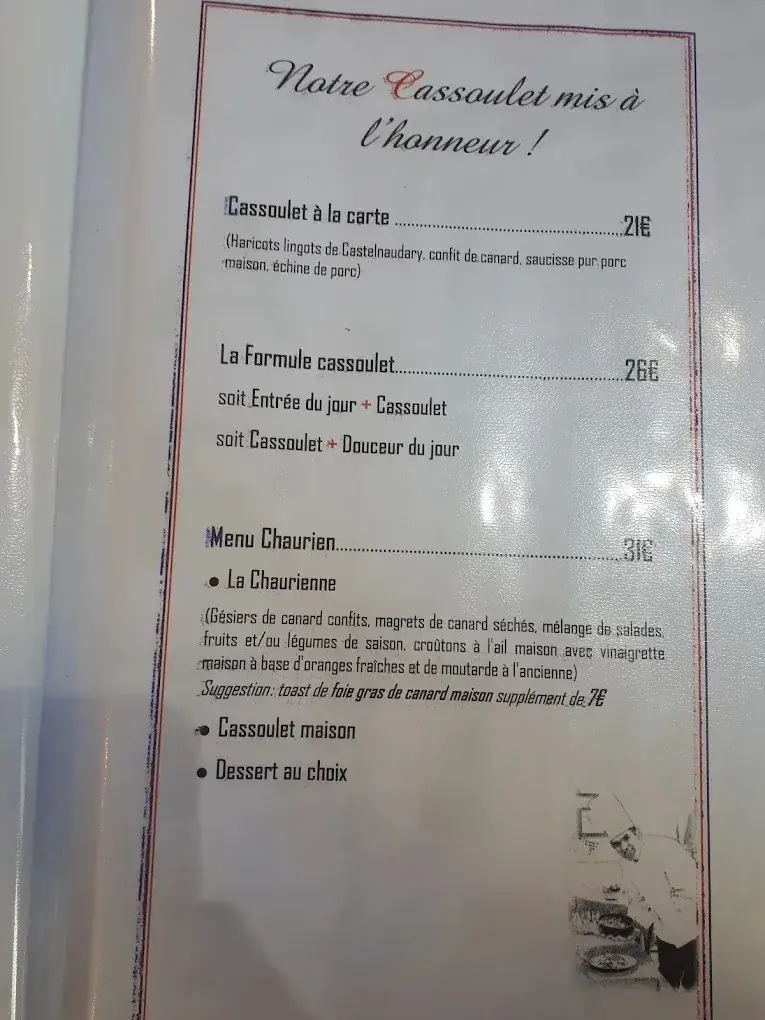 Notre Cassoulet mis à
l'honneur !
Cassoulet à la carte ........................................ 21€
(Haricots lingots de Castelnaudary, confit de canard, saucisse pur porc
maison, échine de porc)
La Formule cassoulet........................................ 26€
soit Entrée du jour + Cassoulet
soit Cassoulet + Douceur du jour
Menu Chaurien........................................ 31€
• La Chaurienne
(Gésiers de canard confits, magrets de canard séchés, mélange de salades,
fruits et/ou légumes de saison, croûtons à l'ail maison avec vinaigrette
maison à base d'oranges fraîches et de moutarde à l'ancienne)
Suggestion: toast de foie gras de canard maison supplément de 7€
• Cassoulet maison
• Dessert au choix